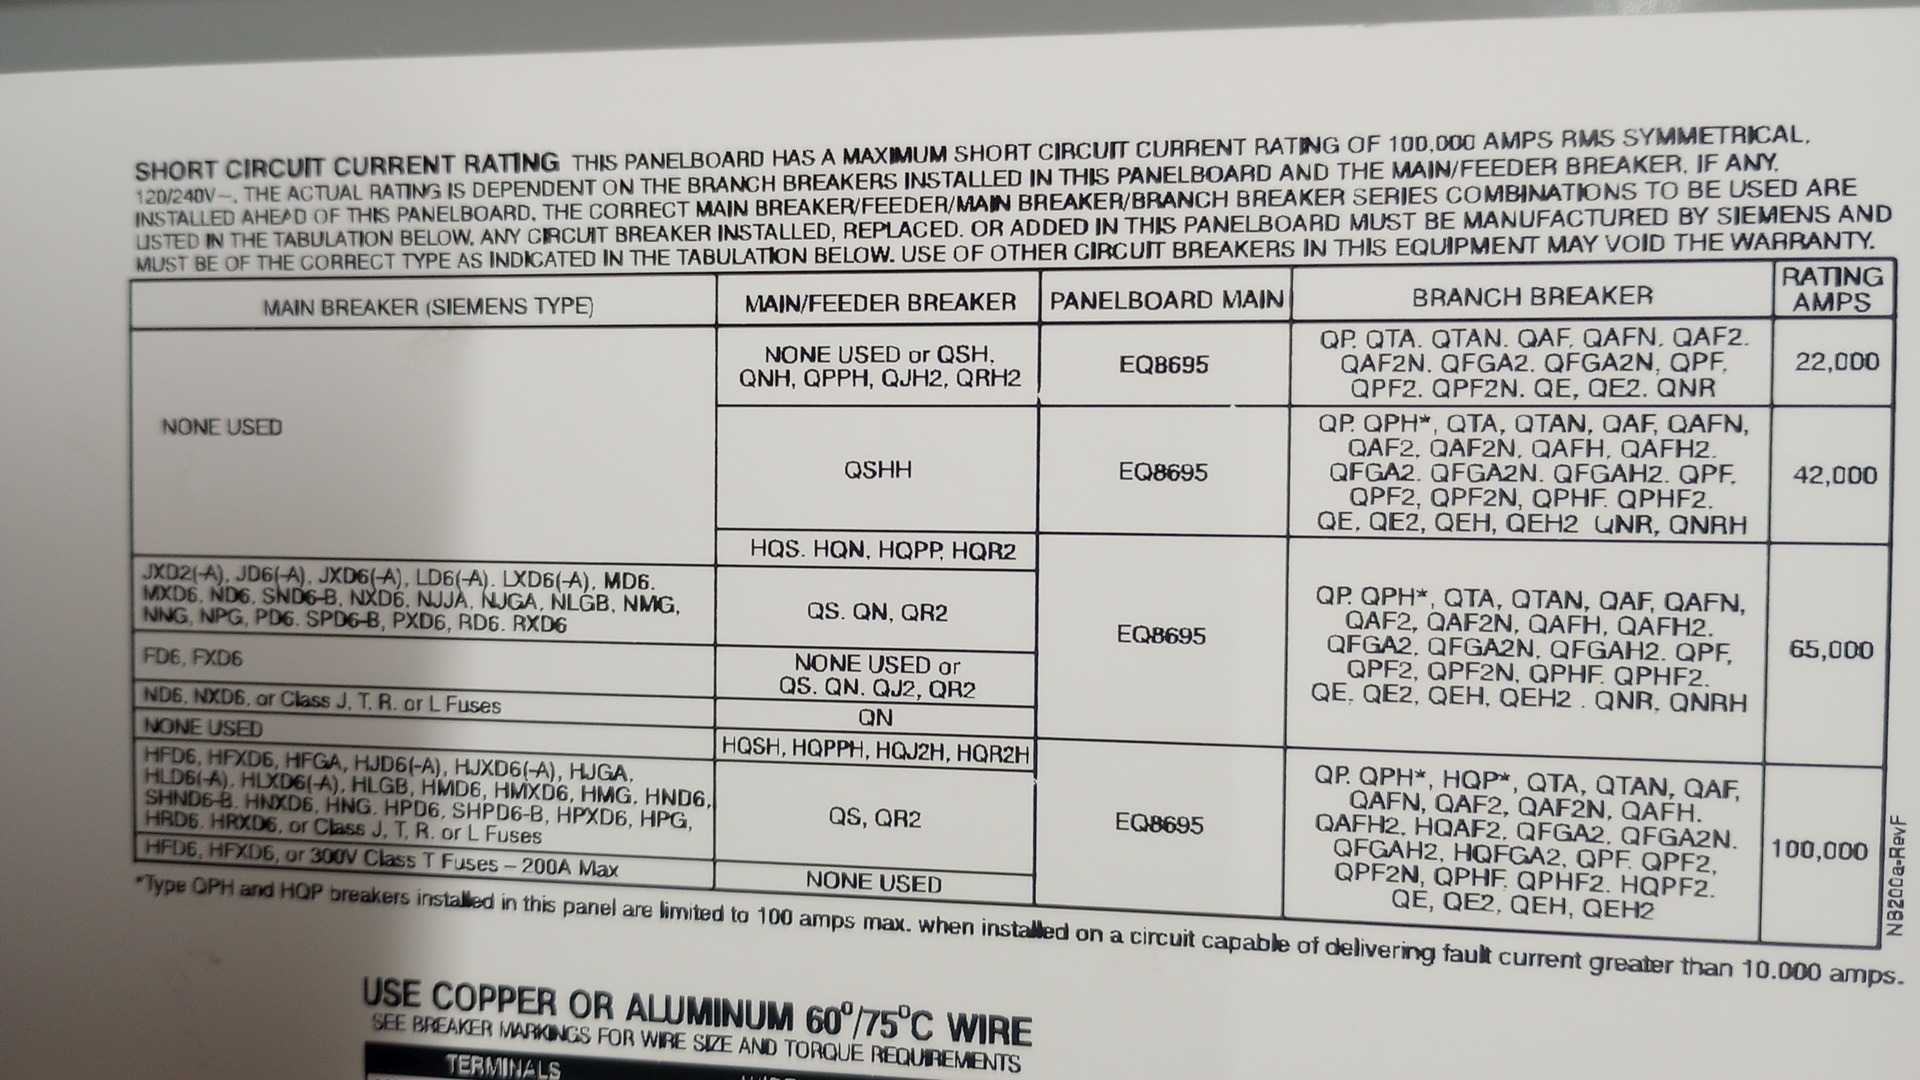 SHORT CIRCUIT CURRENT RATING THIS PANELBOARD HAS A MAXIMUM SHORT CIRCUIT CURRENT RATING OF 100,000 AMPS RMS SYMMETRICAL,
120/240V~. THE ACTUAL RATING IS DEPENDENT ON THE BRANCH BREAKERS INSTALLED IN THIS PANELBOARD AND THE MAIN/FEEDER BREAKER, IF ANY,
INSTALLED AHEAD OF THIS PANELBOARD. THE CORRECT MAIN BREAKER/FEEDER/MAIN BREAKER/BRANCH BREAKER SERIES COMBINATIONS TO BE USED ARE
LISTED IN THE TABULATION BELOW. ANY CIRCUIT BREAKER INSTALLED, REPLACED, OR ADDED IN THIS PANELBOARD MUST BE MANUFACTURED BY SIEMENS AND
MUST BE OF THE CORRECT TYPE AS INDICATED IN THE TABULATION BELOW. USE OF OTHER CIRCUIT BREAKERS IN THIS EQUIPMENT MAY VOID THE WARRANTY.
MAIN BREAKER (SIEMENS TYPE)
MAIN/FEEDER BREAKER
PANELBOARD MAIN
BRANCH BREAKER
RATING
AMPS
NONE USED
NONE USED or QSH,
QNH, QPPH, QJH2, QRH2
EQ8695
QP, QTA, QTAN, QAF, QAFN, QAF2,
QAF2N, QFGA2, QFGA2N, QPF,
QPF2, QPF2N, QE, QE2, QNR
22,000
QSHH
EQ8695
QP, QPH*, QTA, QTAN, QAF, QAFN,
QAF2, QAF2N, QAFH, QAFH2,
QFGA2, QFGA2N, QFGAH2, QPF,
QPF2, QPF2N, QPHF, QPHF2,
QE, QE2, QEH, QEH2 QNR, QNRH
42,000
HQS, HQN, HQPP, HQR2
JXD2(-A), JD6(-A), JXD6(-A), LD6(-A), LXD6(-A), MD6,
MXD6, ND6, SND6-B, NXD6, NJJA, NJGA, NLGB, NMG,
NNG, NPG, PD6, SPD6-B, PXD6, RD6, RXD6
QS, QN, QR2
EQ8695
QP, QPH*, QTA, QTAN, QAF, QAFN,
QAF2, QAF2N, QAFH, QAFH2,
QFGA2, QFGA2N, QFGAH2, QPF,
QPF2, QPF2N, QPHF, QPHF2,
QE, QE2, QEH, QEH2 , QNR, QNRH
65,000
FD6, FXD6
NONE USED or
QS, QN, QJ2, QR2
ND6, NXD6, or Class J, T, R, or L Fuses
QN
NONE USED
HQSH, HQPPH, HQJ2H, HQR2H
HFD6, HFXD6, HFGA, HJD6(-A), HJXD6(-A), HJGA,
HLD6(-A), HLXD6(-A), HLGB, HMD6, HMXD6, HMG, HND6,
SHND6-B, HNXD6, HNG, HPD6, SHPD6-B, HPXD6, HPG,
HRD6, HRXD6, or Class J, T, R, or L Fuses
QS, QR2
EQ8695
QP, QPH*, HQP*, QTA, QTAN, QAF,
QAFN, QAF2, QAF2N, QAFH,
QAFH2, HQAF2, QFGA2, QFGA2N,
QFGAH2, HQFGA2, QPF, QPF2,
QPF2N, QPHF, QPHF2, HQPF2,
QE, QE2, QEH, QEH2
100,000
HFD6, HFXD6, or 300V Class T Fuses – 200A Max
NONE USED
NB200a-RevF
*Type QPH and HQP breakers installed in this panel are limited to 100 amps max. when installed on a circuit capable of delivering fault current greater than 10,000 amps.
USE COPPER OR ALUMINUM 60°/75°C WIRE
SEE BREAKER MARKINGS FOR WIRE SIZE AND TORQUE REQUIREMENTS
TERMINALS